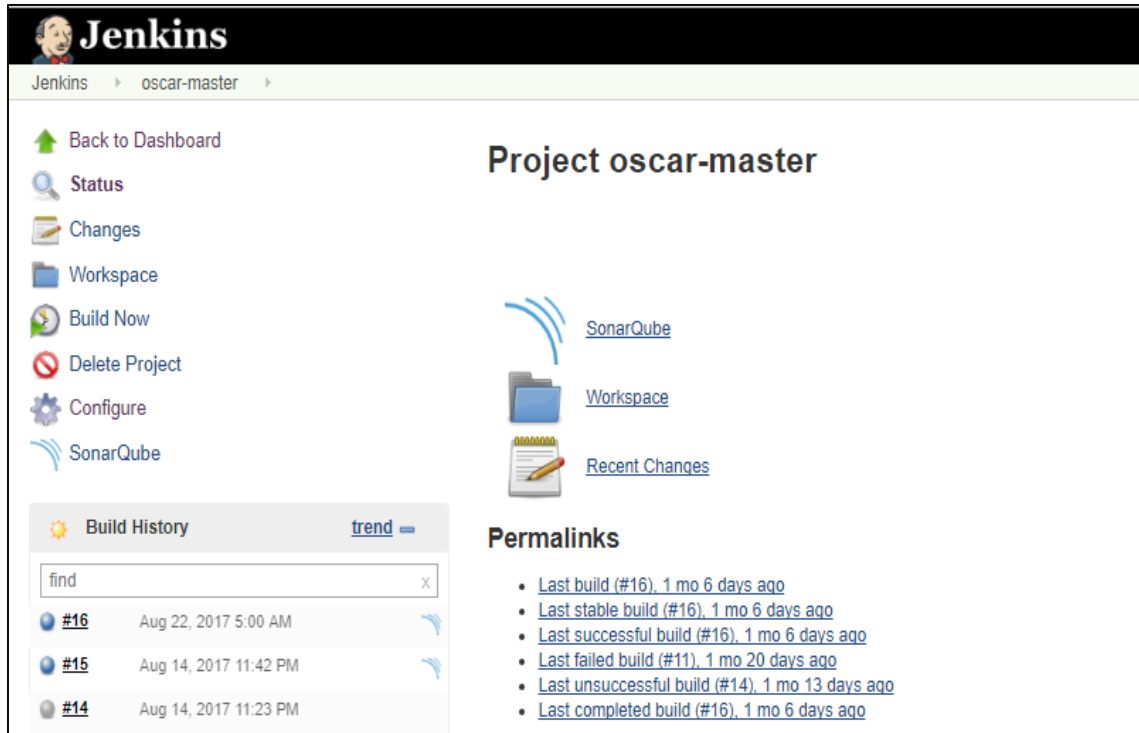 Jenkins
Jenkins oscar-master
Back to Dashboard
Status
Changes
Workspace
Build Now
Delete Project
Configure
SonarQube
Build History trend
find x
#16 Aug 22, 2017 5:00 AM
#15 Aug 14, 2017 11:42 PM
#14 Aug 14, 2017 11:23 PM
Project oscar-master
SonarQube
Workspace
Recent Changes
Permalinks
Last build (#16), 1 mo 6 days ago
Last stable build (#16), 1 mo 6 days ago
Last successful build (#16), 1 mo 6 days ago
Last failed build (#11), 1 mo 20 days ago
Last unsuccessful build (#14), 1 mo 13 days ago
Last completed build (#16), 1 mo 6 days ago